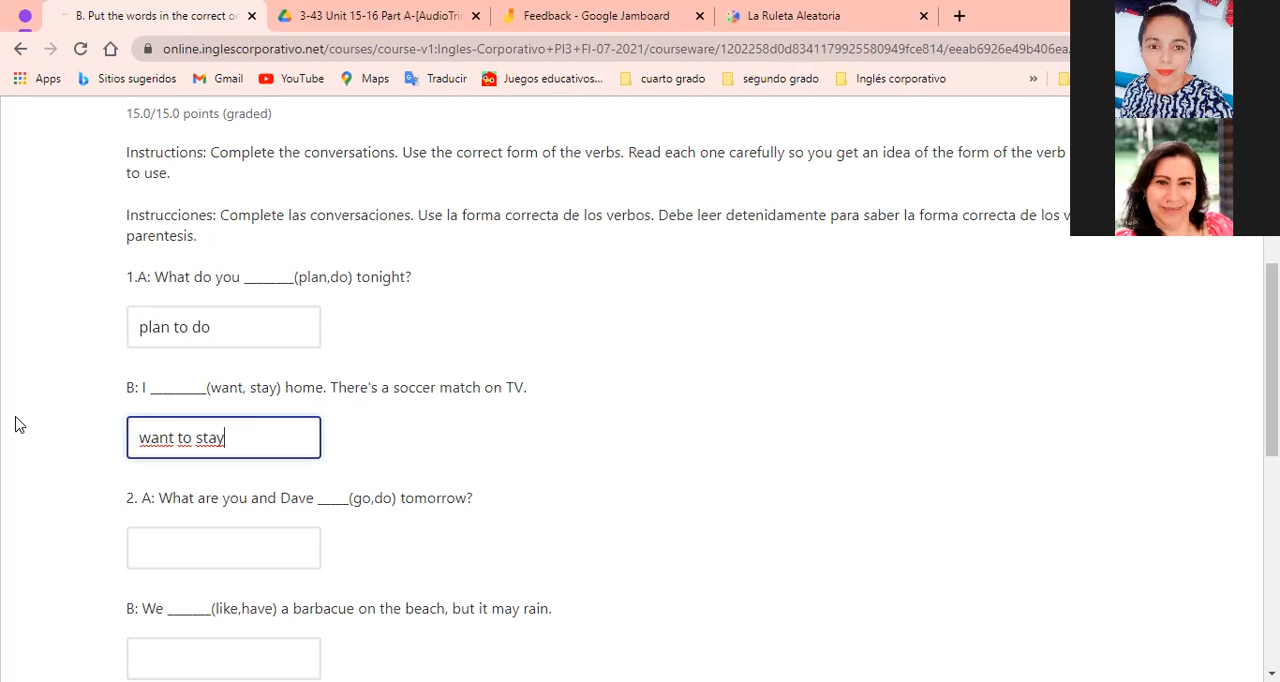 B. Put the words in the correct or
3-43 Unit 15-16 Part A-[AudioTri
Feedback - Google Jamboard
La Ruleta Aleatoria
online.inglescorporativo.net/courses/course-v1:Ingles-Corporativo+PI3+FI-07-2021/courseware/1202258d0d8341179925580949fce814/eeab6926e49b406ea
Apps Sitios sugeridos Gmail YouTube Maps Traducir Juegos educativos... cuarto grado segundo grado Inglés corporativo »
15.0/15.0 points (graded)
Instructions: Complete the conversations. Use the correct form of the verbs. Read each one carefully so you get an idea of the form of the verb
to use.
Instrucciones: Complete las conversaciones. Use la forma correcta de los verbos. Debe leer detenidamente para saber la forma correcta de los v
parentesis.
1.A: What do you _______(plan,do) tonight?
plan to do
B: I ________(want, stay) home. There's a soccer match on TV.
want to stay
2. A: What are you and Dave ____(go,do) tomorrow?
B: We ______(like,have) a barbacue on the beach, but it may rain.